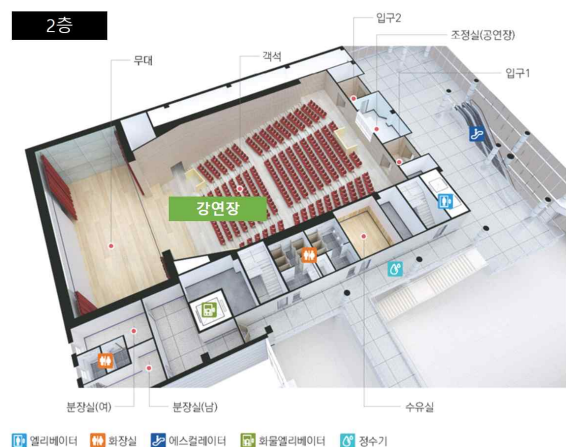 2층
입구2
조정실(공연장)
객석
무대
입구1
강연장
분장실(여)
분장실(남)
수유실
엘리베이터
화장실
에스컬레이터
화물엘리베이터
정수기